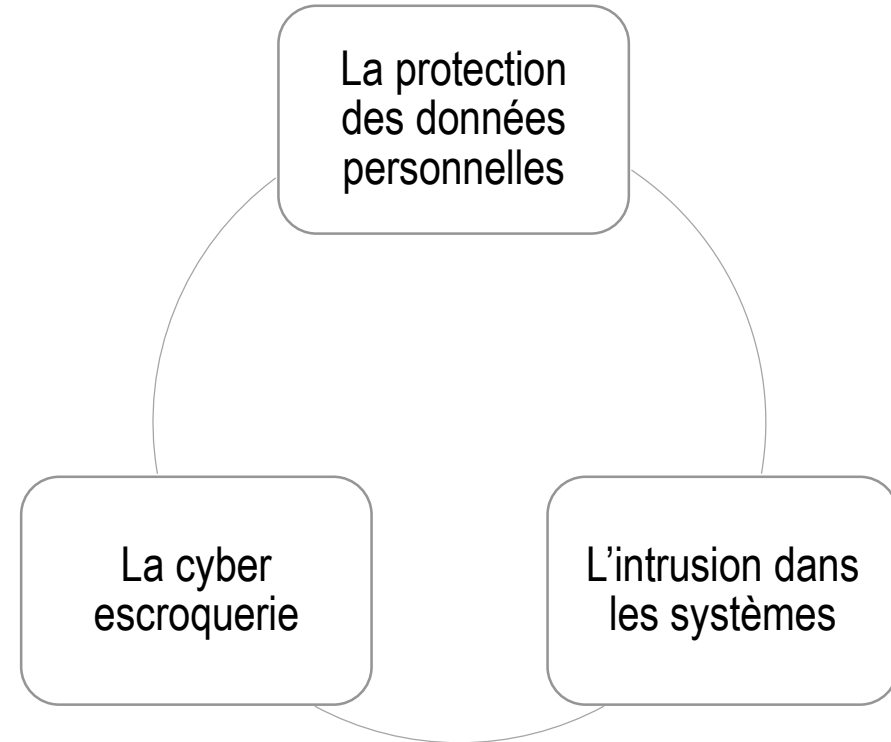 La protection
des données
personnelles
La cyber
escroquerie
L’intrusion dans
les systèmes